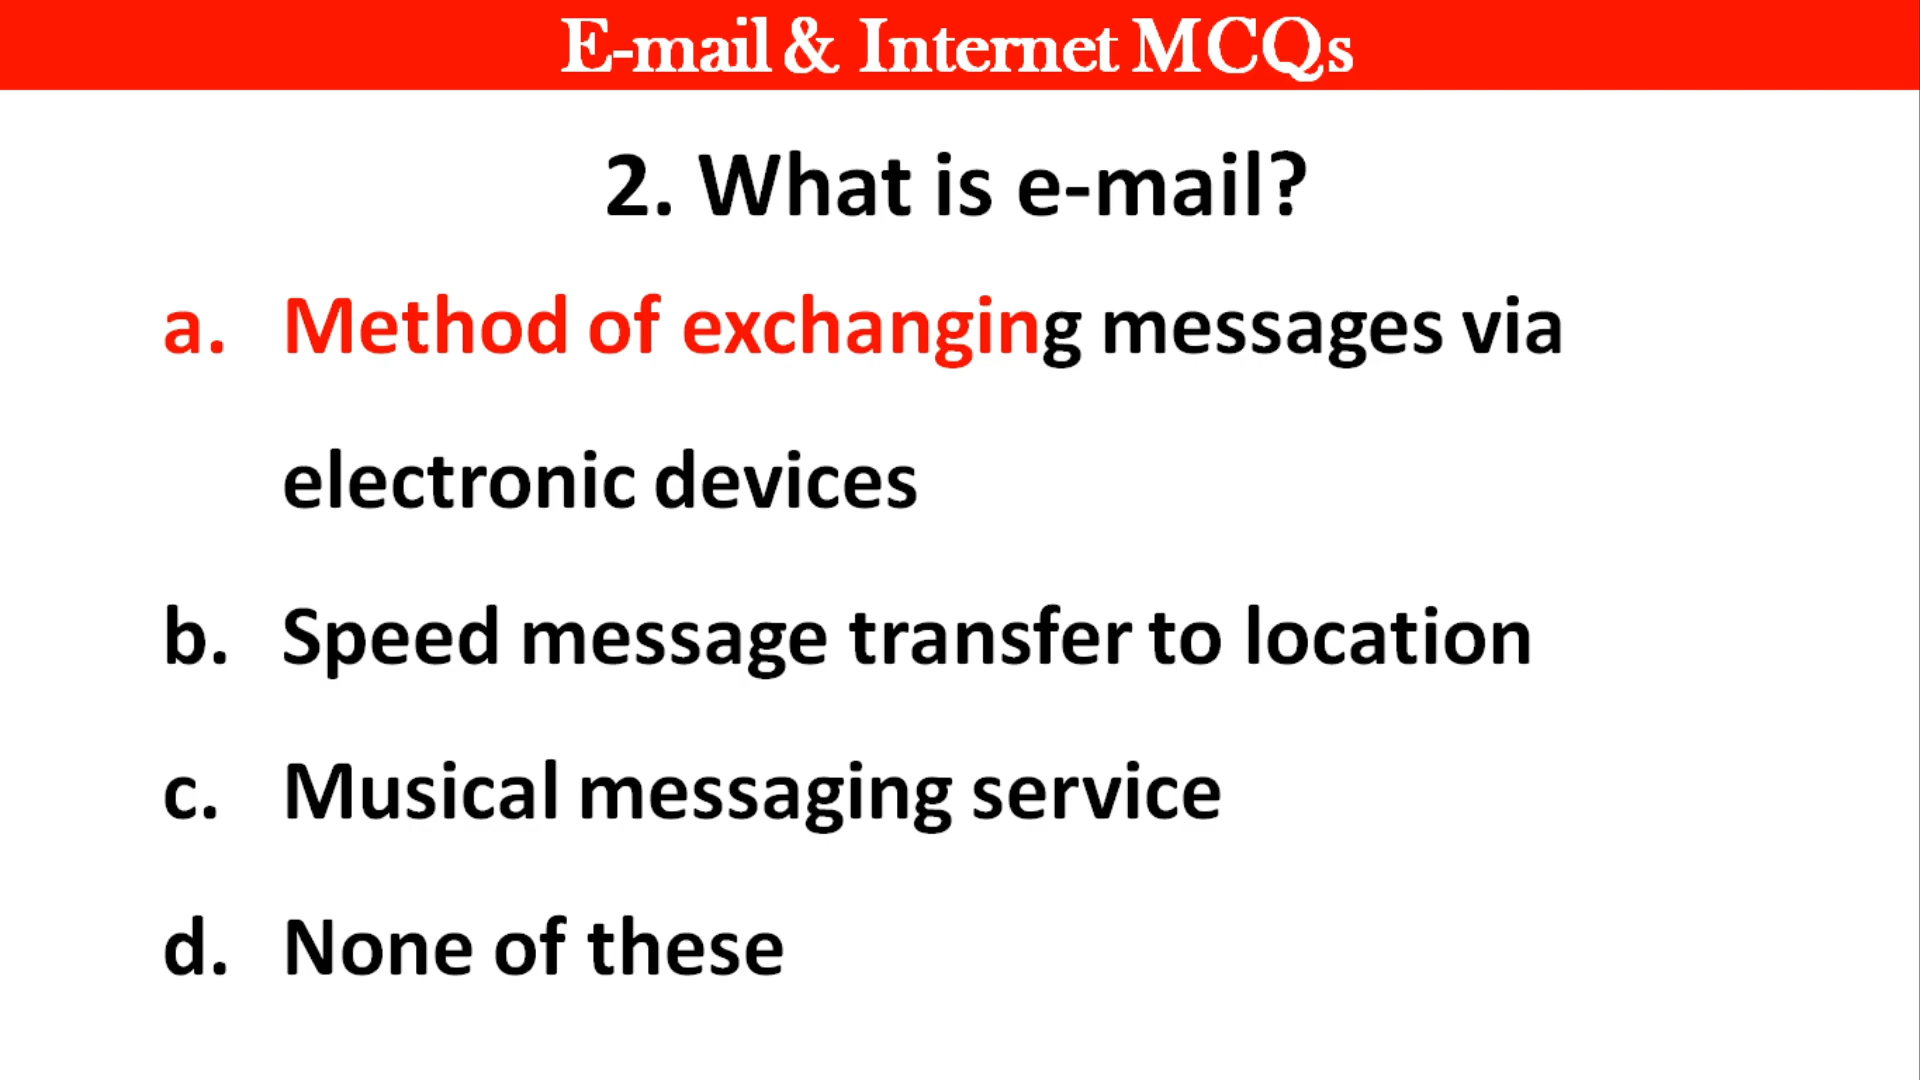 E-mail & Internet MCQs
2. What is e-mail?
a. Method of exchanging messages via
electronic devices
b. Speed message transfer to location
c. Musical messaging service
d. None of these